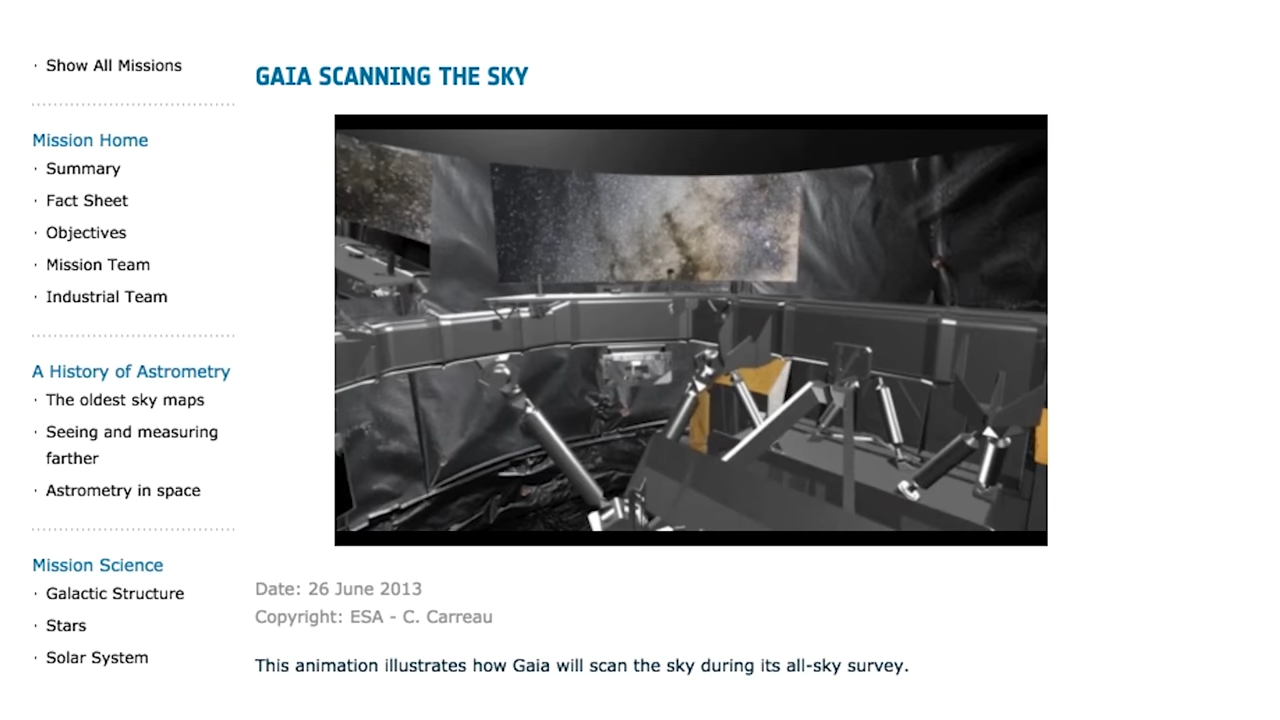 · Show All Missions
Mission Home
· Summary
· Fact Sheet
· Objectives
· Mission Team
· Industrial Team
A History of Astrometry
· The oldest sky maps
· Seeing and measuring
farther
· Astrometry in space
Mission Science
· Galactic Structure
· Stars
· Solar System
GAIA SCANNING THE SKY
Date: 26 June 2013
Copyright: ESA - C. Carreau
This animation illustrates how Gaia will scan the sky during its all-sky survey.